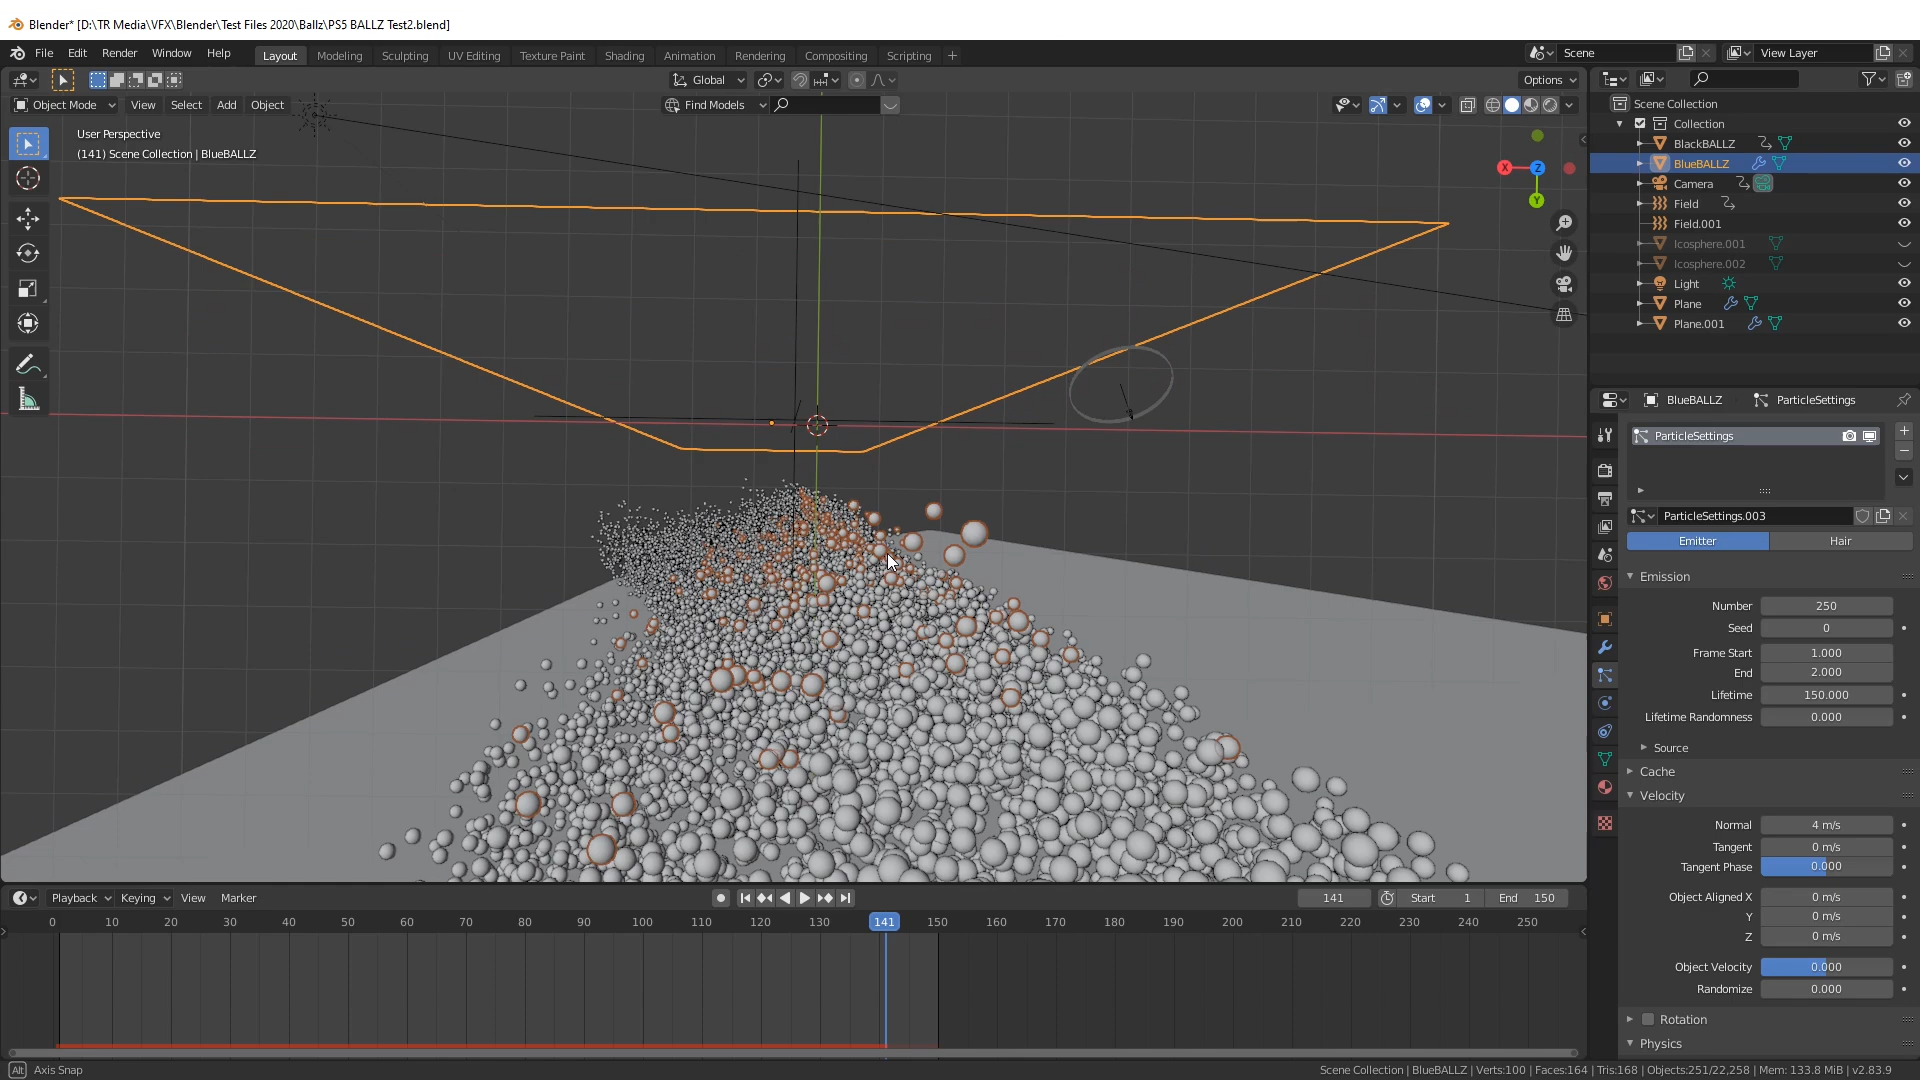 Blender* [D:\TR Media\VFX\Blender\Test Files 2020\Ballz\PS5 BALLZ Test2.blend]
File Edit Render Window Help Layout Modeling Sculpting UV Editing Texture Paint Shading Animation Rendering Compositing Scripting + Scene View Layer
Global Options
Object Mode View Select Add Object Find Models
User Perspective
(141) Scene Collection | BlueBALLZ
X Z Y
Scene Collection
Collection
BlackBALLZ
BlueBALLZ
Camera
Field
Field.001
Icosphere.001
Icosphere.002
Light
Plane
Plane.001
BlueBALLZ ParticleSettings
ParticleSettings
ParticleSettings.003
Emitter Hair
Emission
Number 250
Seed 0
Frame Start 1.000
End 2.000
Lifetime 150.000
Lifetime Randomness 0.000
Source
Cache
Velocity
Normal 4 m/s
Tangent 0 m/s
Tangent Phase 0.000
Object Aligned X 0 m/s
Y 0 m/s
Z 0 m/s
Object Velocity 0.000
Randomize 0.000
Rotation
Physics
Playback Keying View Marker 141 Start 1 End 150
0 10 20 30 40 50 60 70 80 90 100 110 120 130 141 150 160 170 180 190 200 210 220 230 240 250
Alt Axis Snap
Scene Collection | BlueBALLZ | Verts:100 | Faces:164 | Tris:168 | Objects:251/22,258 | Mem: 133.8 MiB | v2.83.9